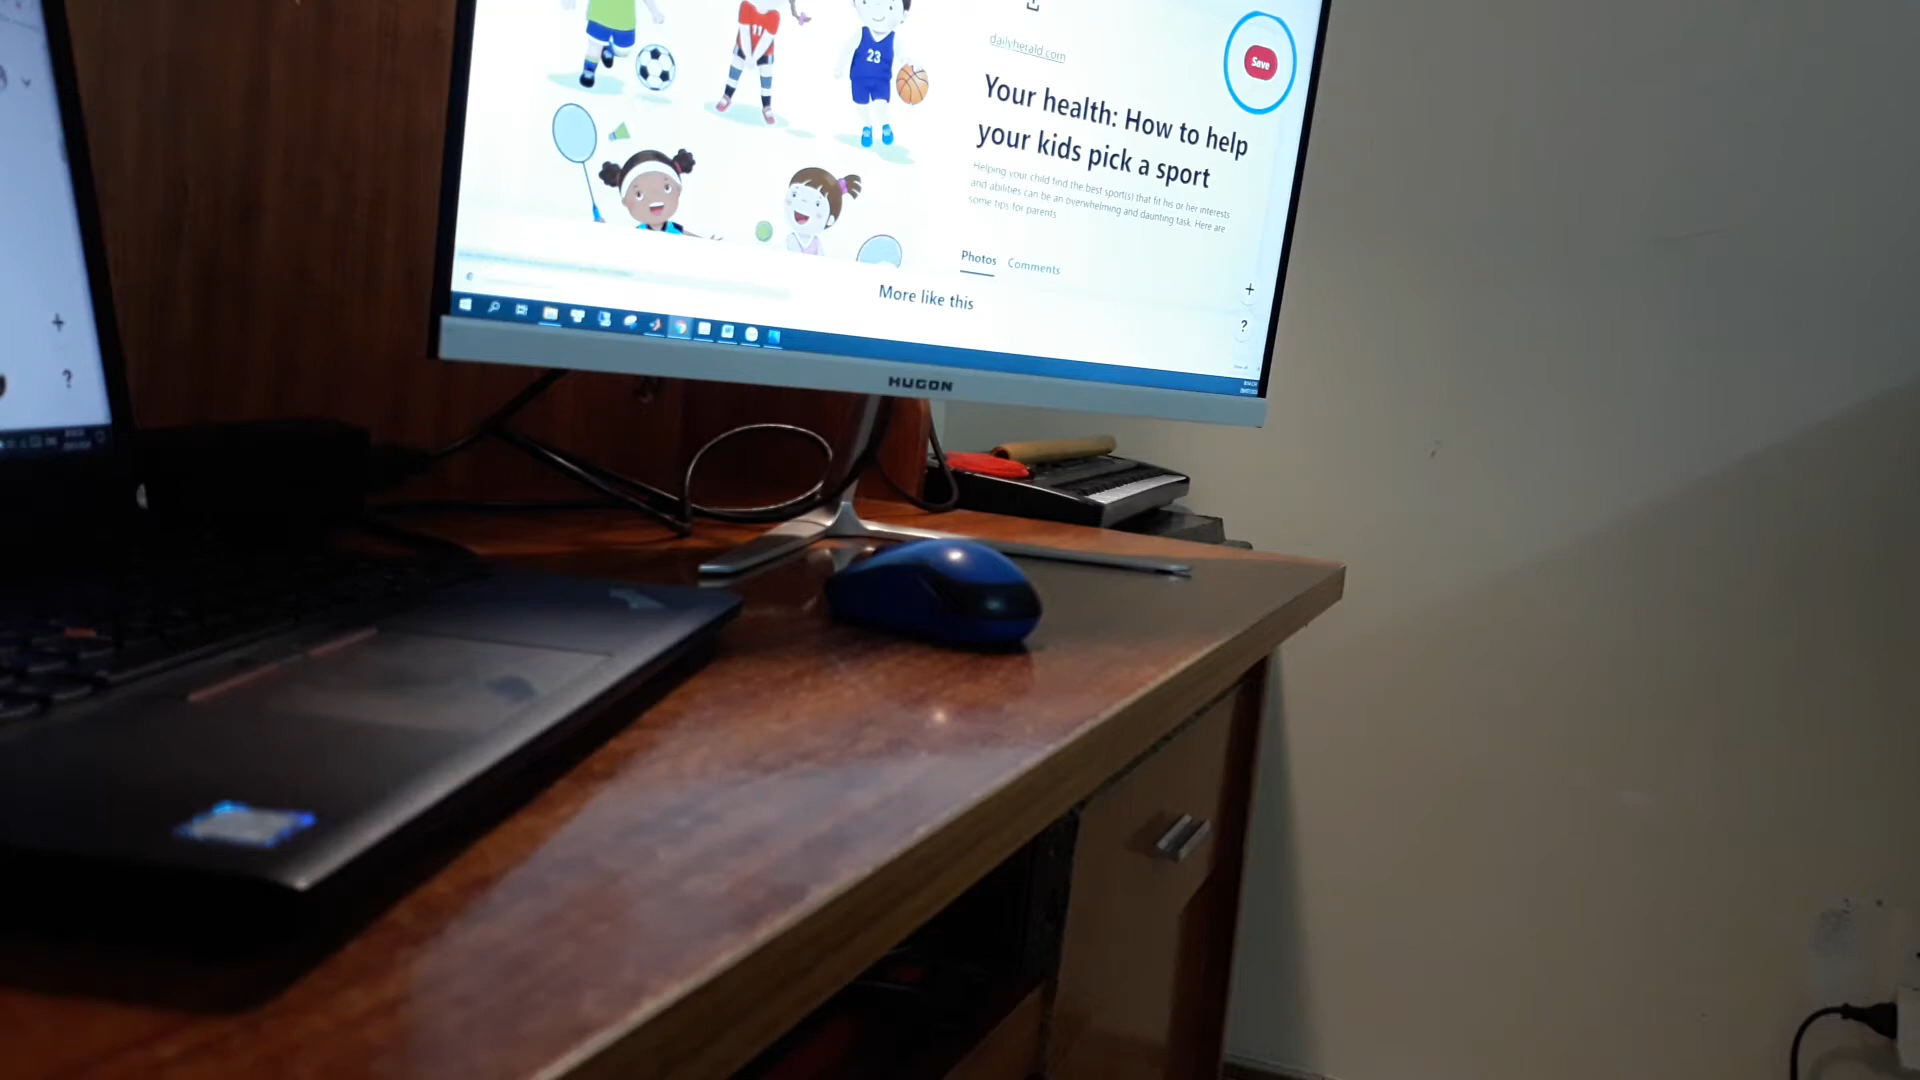 dailyherald.com
Save
Your health: How to help
your kids pick a sport
Helping your child find the best sport(s) that fit his or her interests
and abilities can be an overwhelming and daunting task. Here are
some tips for parents
Photos Comments
More like this
11
23
+
?
+
?
HUGON